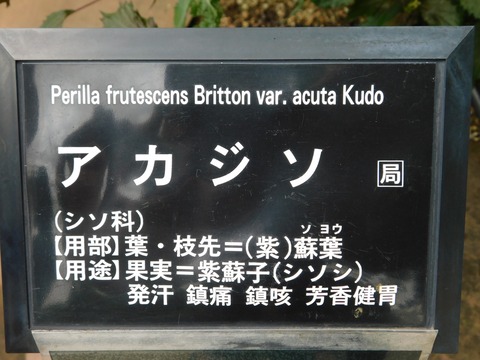 Perilla frutescens Britton var. acuta Kudo
アカジソ 局
(シソ科)
ソヨウ
【用部】葉・枝先=(紫)蘇葉
【用途】果実=紫蘇子(シソシ)
発汗 鎮痛 鎮咳 芳香健胃